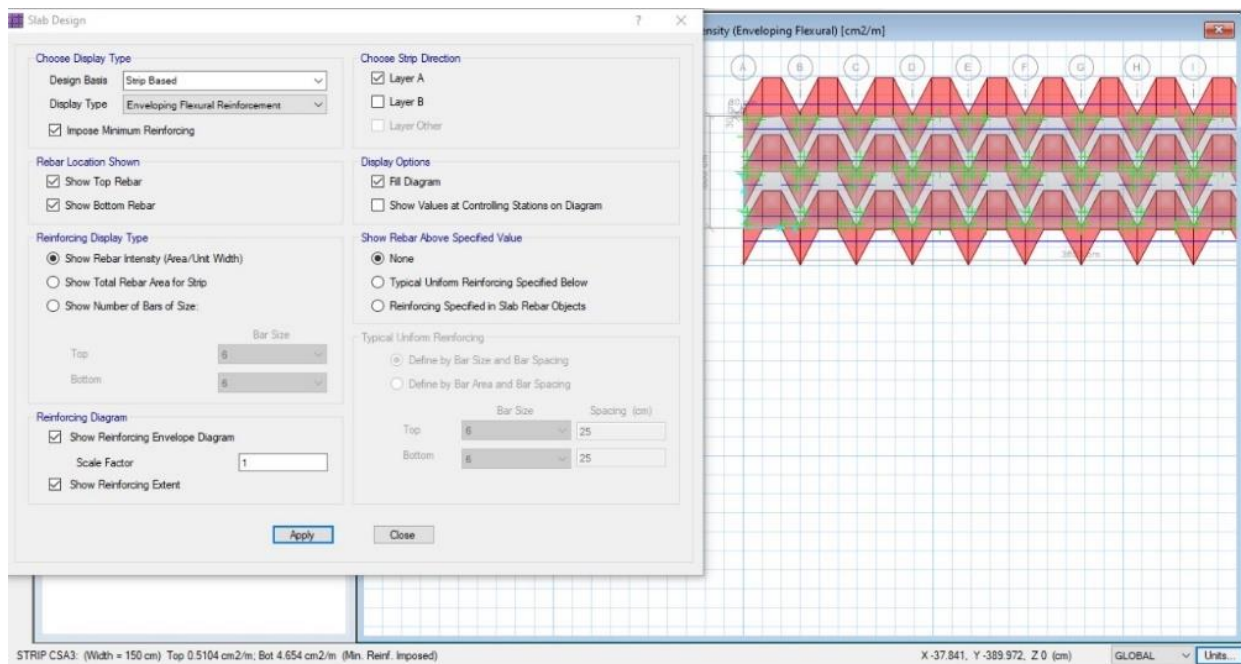 Slab Design ? ×
nsity (Enveloping Flexural) [cm2/m]
Choose Display Type
Design Basis Strip Based
Display Type Enveloping Flexural Reinforcement
Impose Minimum Reinforcing
Choose Strip Direction
Layer A
Layer B
Layer Other
Rebar Location Shown
Show Top Rebar
Show Bottom Rebar
Display Options
Fill Diagram
Show Values at Controlling Stations on Diagram
Reinforcing Display Type
Show Rebar Intensity (Area/Unit Width)
Show Total Rebar Area for Strip
Show Number of Bars of Size:
Bar Size
Top 6
Bottom 6
Show Rebar Above Specified Value
None
Typical Uniform Reinforcing Specified Below
Reinforcing Specified in Slab Rebar Objects
Typical Uniform Reinforcing
Define by Bar Size and Bar Spacing
Define by Bar Area and Bar Spacing
Bar Size Spacing (cm)
Top 6 25
Bottom 6 25
Reinforcing Diagram
Show Reinforcing Envelope Diagram
Scale Factor 1
Show Reinforcing Extent
Apply Close
A B C D E F G H I
STRIP CSA3: (Width = 150 cm) Top 0.5104 cm2/m; Bot 4.654 cm2/m (Min. Reinf. Imposed)
X -37.841, Y -389.972, Z 0 (cm) GLOBAL Units...